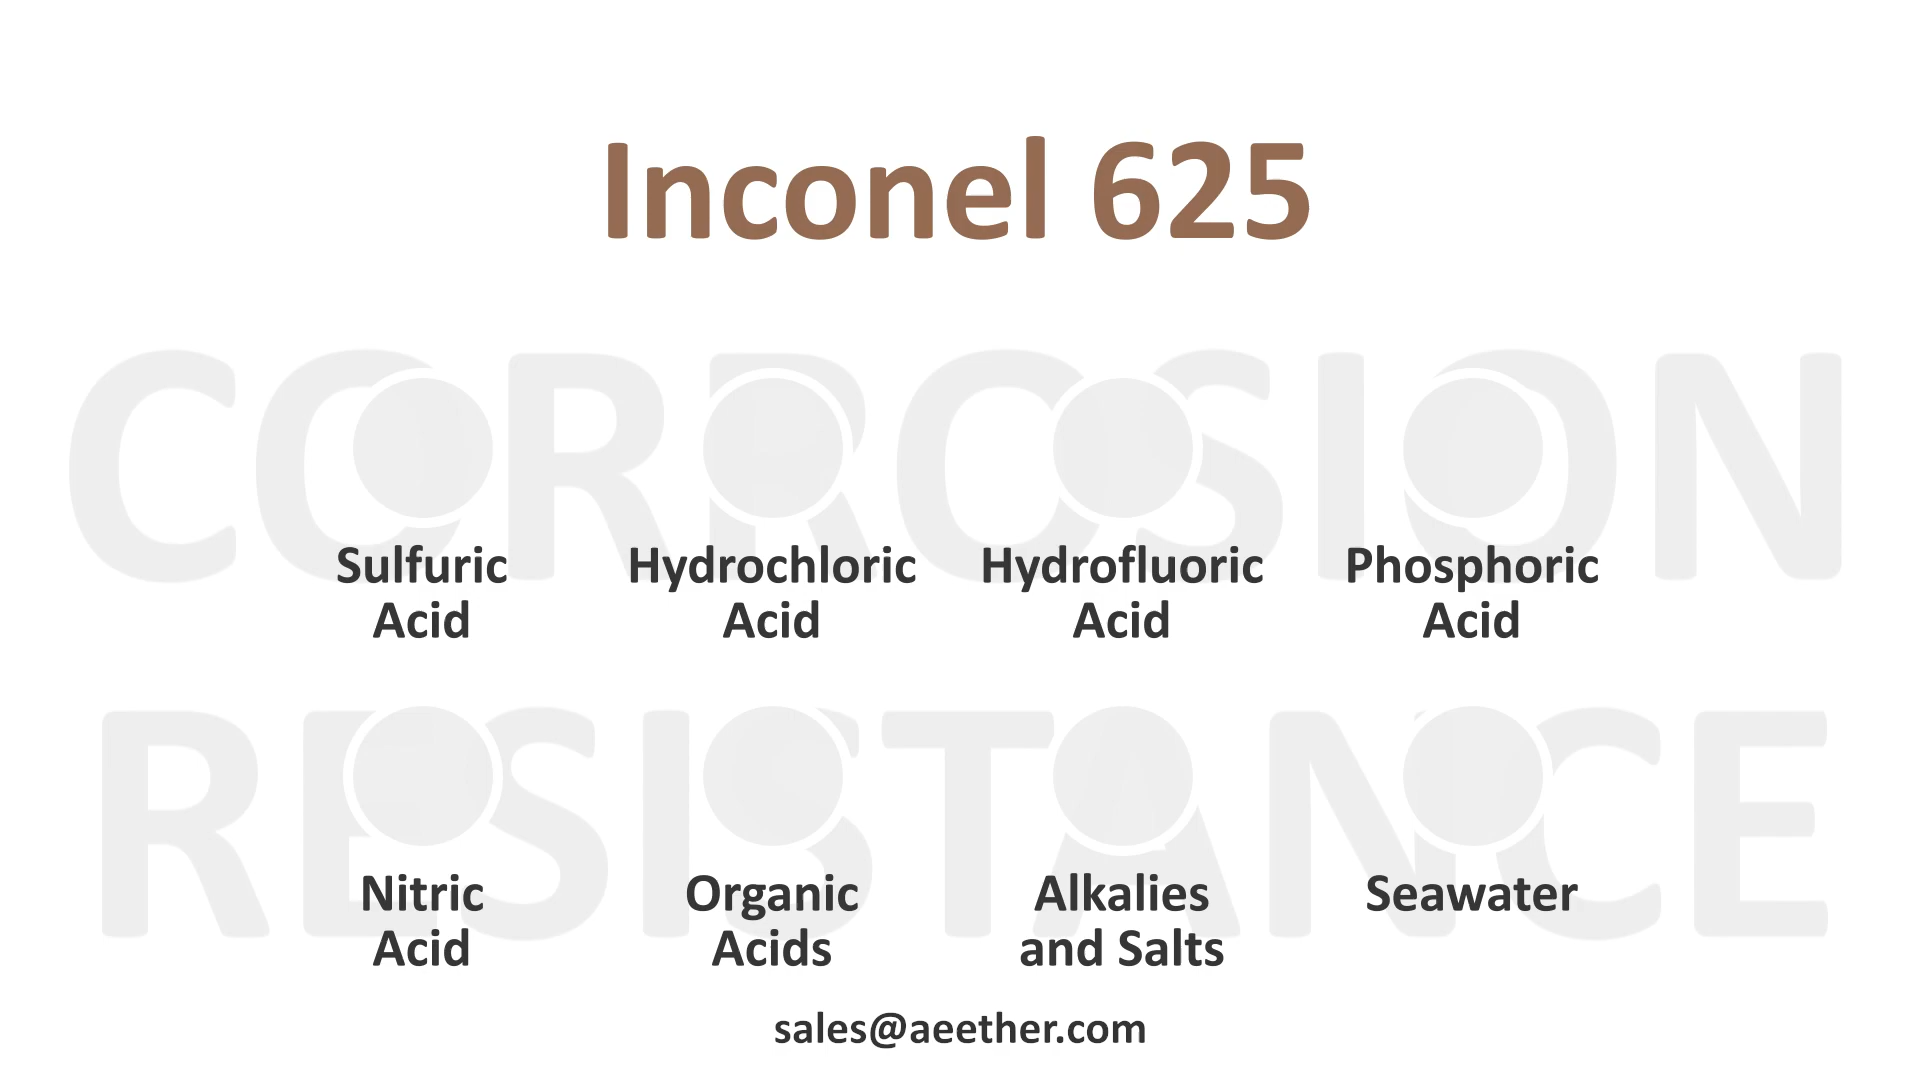 Inconel 625
CORROSION
Sulfuric
Acid
Hydrochloric
Acid
Hydrofluoric
Acid
Phosphoric
Acid
RESISTANCE
Nitric
Acid
Organic
Acids
Alkalies
and Salts
Seawater
sales@aeether.com